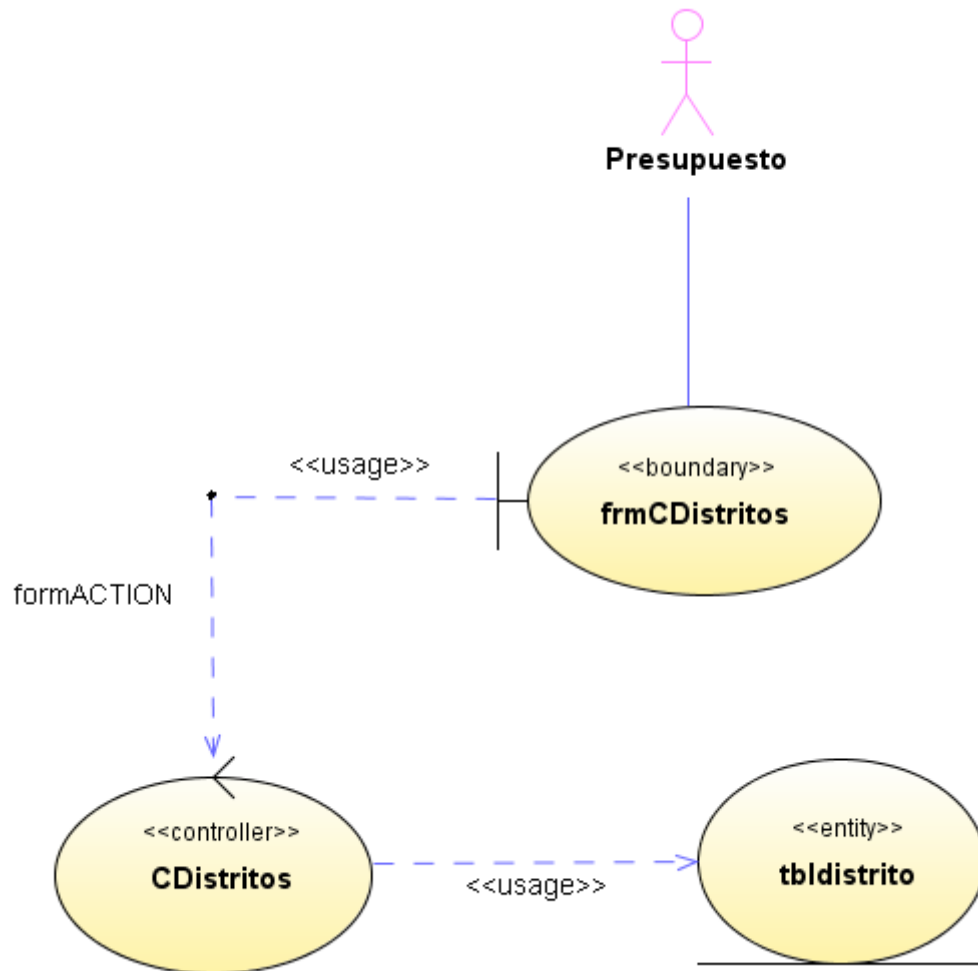 Presupuesto
<<usage>>
<<boundary>>
frmCDistritos
formACTION
<<controller>>
CDistritos
<<usage>>
<<entity>>
tbldistrito